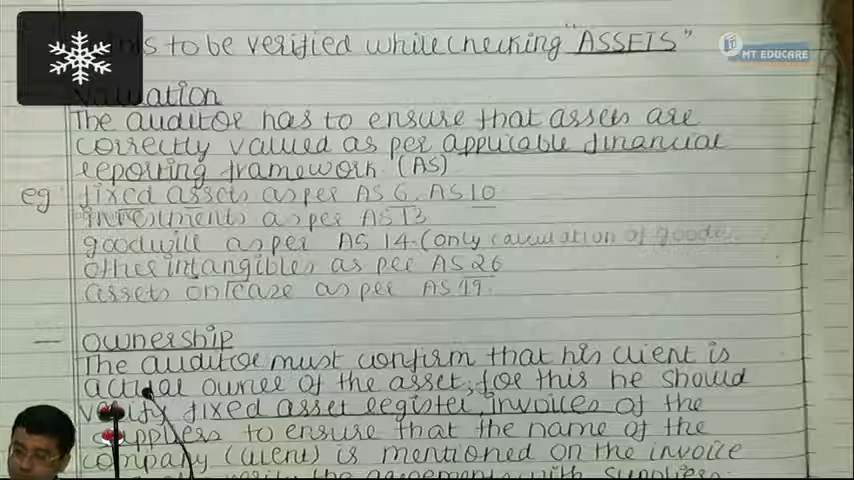 to be verified while checking "ASSETS"
MT EDUCARE
Valuation
The auditor has to ensure that assets are
correctly valued as per applicable financial
reporting framework (AS)
eg fixed assets as per AS 6, AS 10
investments as per AS 13
goodwill as per AS 14 (only calculation of
other intangibles as per AS 26
assets on lease as per AS 19.
— Ownership
The auditor must confirm that his client is
actual owner of the asset, for this he should
verify fixed asset register, invoices of the
suppliers to ensure that the name of the
company (client) is mentioned on the invoice
the agreements with suppliers.